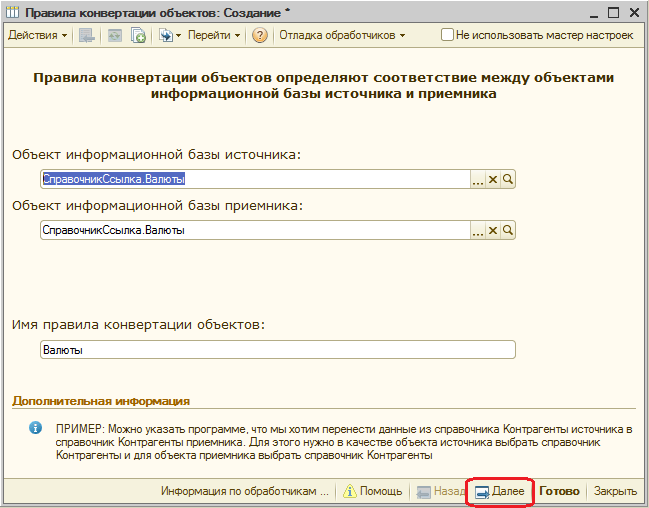 Правила конвертации объектов: Создание *
Действия Перейти Отладка обработчиков Не использовать мастер настроек
Правила конвертации объектов определяют соответствие между объектами
информационной базы источника и приемника
Объект информационной базы источника:
СправочникСсылка.Валюты
Объект информационной базы приемника:
СправочникСсылка.Валюты
Имя правила конвертации объектов:
Валюты
Дополнительная информация
ПРИМЕР: Можно указать программе, что мы хотим перенести данные из справочника Контрагенты источника в
справочник Контрагенты приемника. Для этого нужно в качестве объекта источника выбрать справочник
Контрагенты и для объекта приемника выбрать справочник Контрагенты
Информация по обработчикам ... Помощь Назад Далее Готово Закрыть